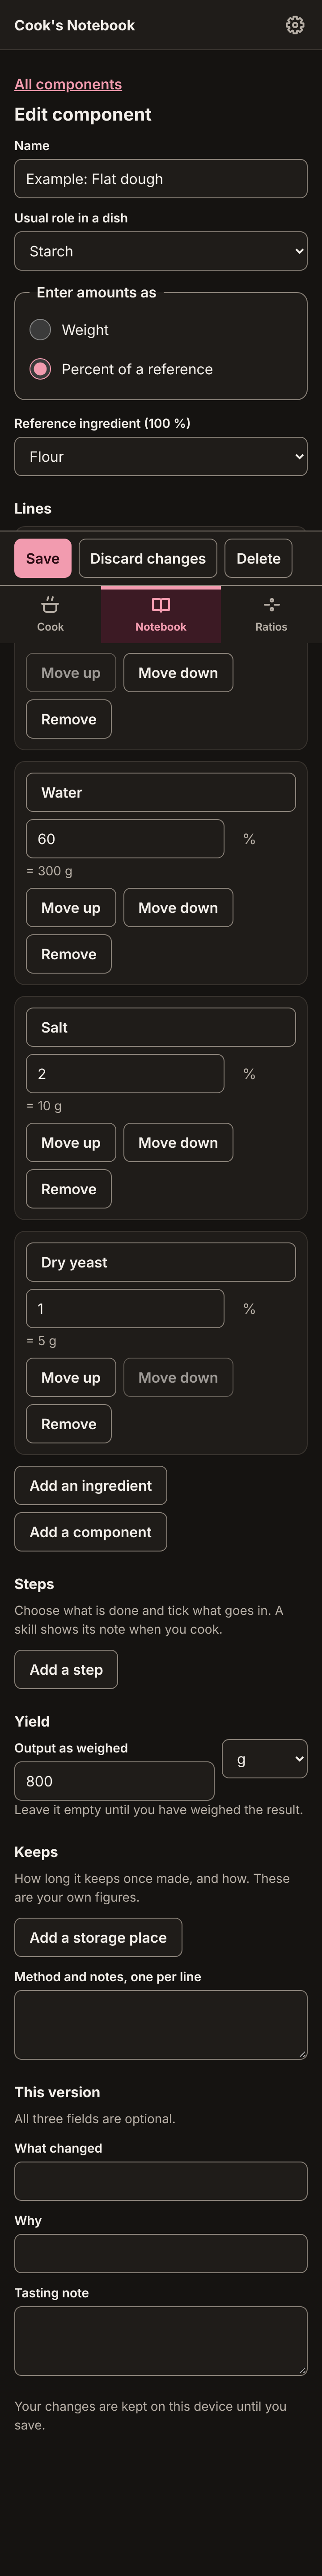 Cook's Notebook
All components
Edit component
Name
Example: Flat dough
Usual role in a dish
Starch
Enter amounts as
Weight
Percent of a reference
Reference ingredient (100 %)
Flour
Lines
Save
Discard changes
Delete
Cook
Notebook
Ratios
Move up
Move down
Remove
Water
60
%
= 300 g
Move up
Move down
Remove
Salt
2
%
= 10 g
Move up
Move down
Remove
Dry yeast
1
%
= 5 g
Move up
Move down
Remove
Add an ingredient
Add a component
Steps
Choose what is done and tick what goes in. A
skill shows its note when you cook.
Add a step
Yield
Output as weighed
g
800
Leave it empty until you have weighed the result.
Keeps
How long it keeps once made, and how. These
are your own figures.
Add a storage place
Method and notes, one per line
This version
All three fields are optional.
What changed
Why
Tasting note
Your changes are kept on this device until you
save.